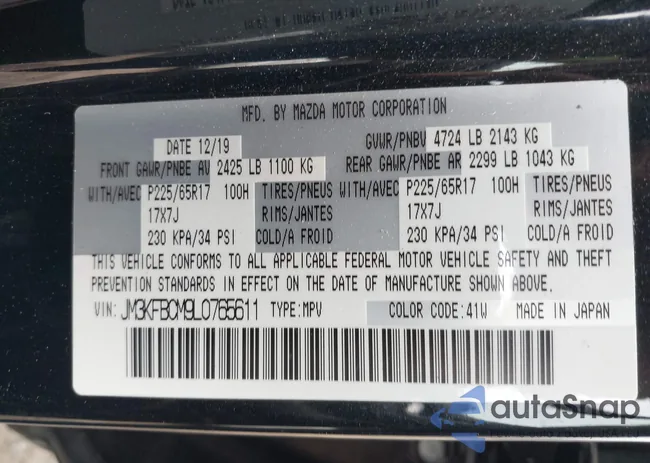 MFD. BY MAZDA MOTOR CORPORATION
DATE 12/19 GVWR/PNBV 4724 LB 2143 KG
FRONT GAWR/PNBE AV 2425 LB 1100 KG REAR GAWR/PNBE AR 2299 LB 1043 KG
WITH/AVEC P225/65R17 100H TIRES/PNEUS WITH/AVEC P225/65R17 100H TIRES/PNEUS
17X7J RIMS/JANTES 17X7J RIMS/JANTES
230 KPA/34 PSI COLD/A FROID 230 KPA/34 PSI COLD/A FROID
THIS VEHICLE CONFORMS TO ALL APPLICABLE FEDERAL MOTOR VEHICLE SAFETY AND THEFT
PREVENTION STANDARDS IN EFFECT ON THE DATE OF MANUFACTURE SHOWN ABOVE.
VIN: JM3KFBCM9L0765611 TYPE: MPV COLOR CODE: 41W MADE IN JAPAN
autoSnap